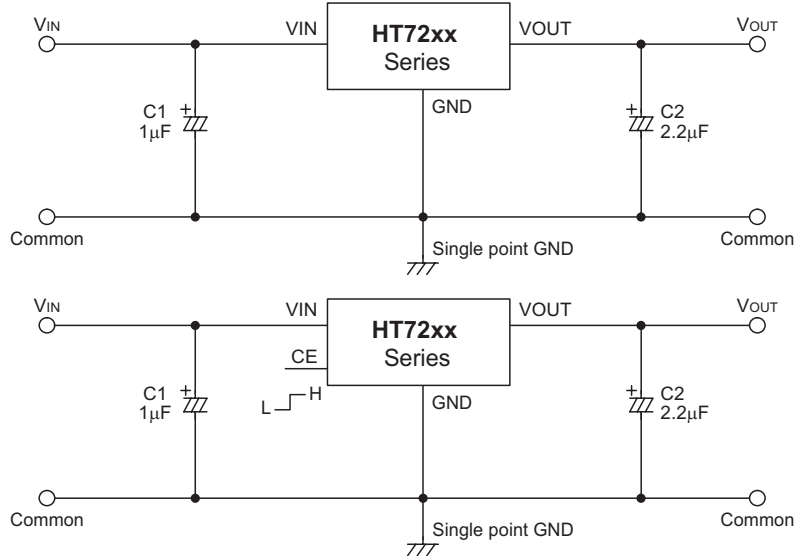 VIN
VIN
HT72xx
Series
VOUT
VOUT
GND
C1
1μF
C2
2.2μF
Common
Single point GND
Common
VIN
VIN
HT72xx
Series
VOUT
VOUT
CE
L
H
GND
C1
1μF
C2
2.2μF
Common
Single point GND
Common